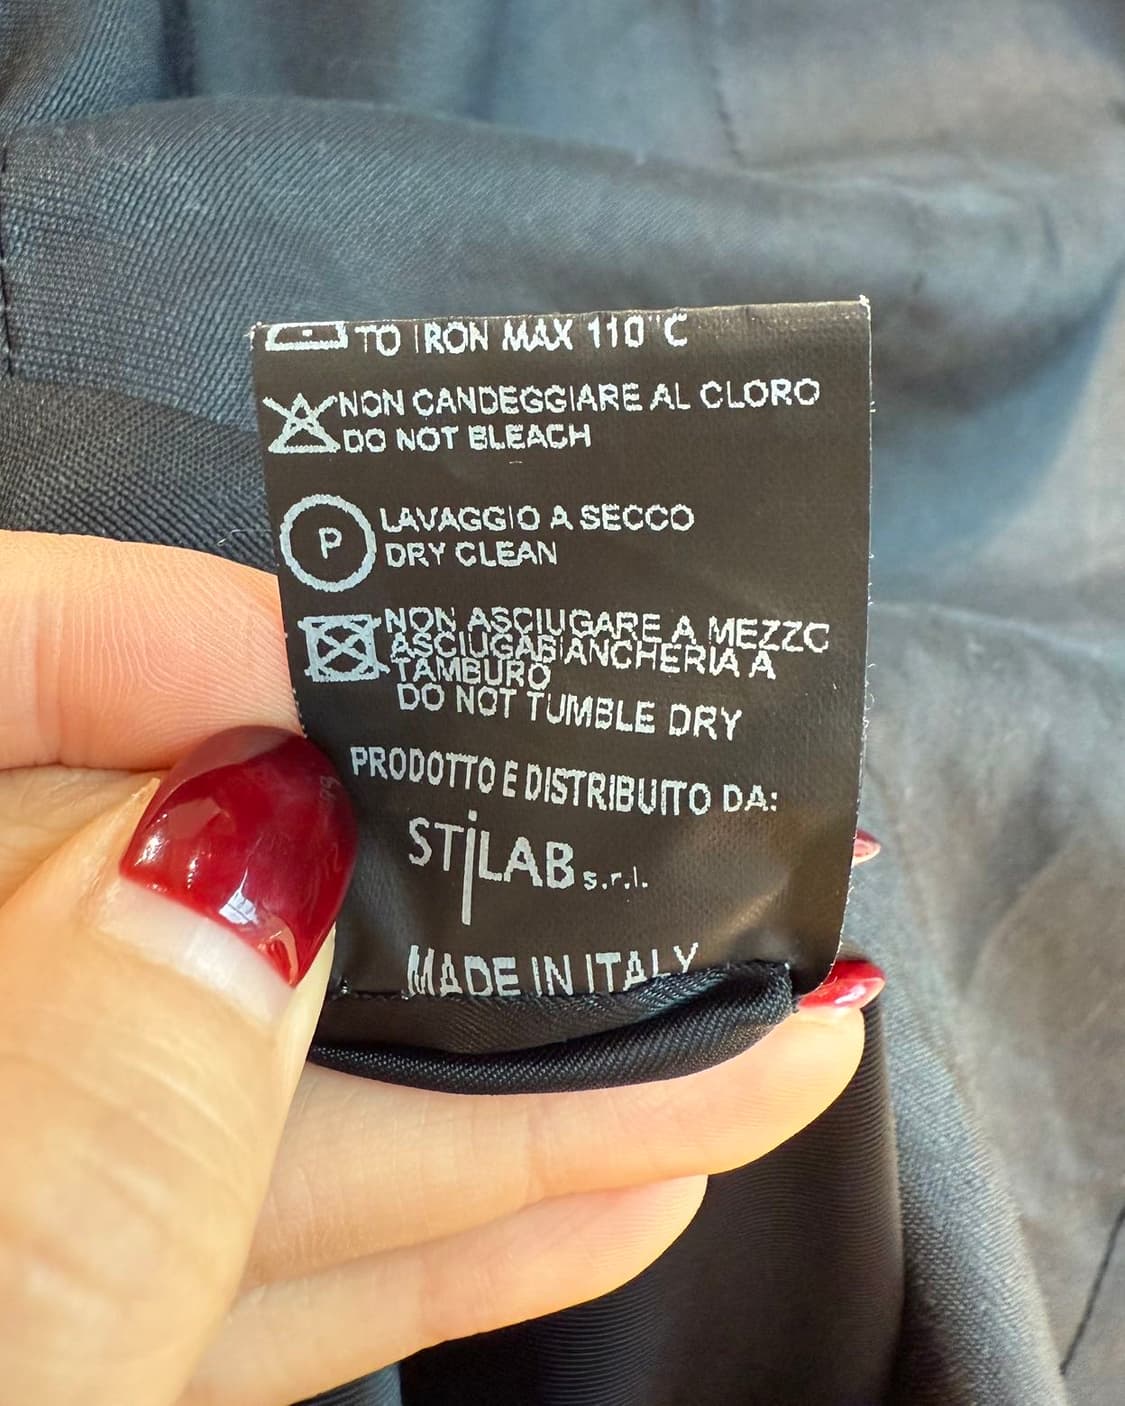 TO IRON MAX 110°C
NON CANDEGGIARE AL CLORO
DO NOT BLEACH
P
LAVAGGIO A SECCO
DRY CLEAN
NON ASCIUGARE A MEZZO
ASCIUGABIANCHERIA A
TAMBURO
DO NOT TUMBLE DRY
PRODOTTO E DISTRIBUITO DA:
STiLAB s.r.l.
MADE IN ITALY